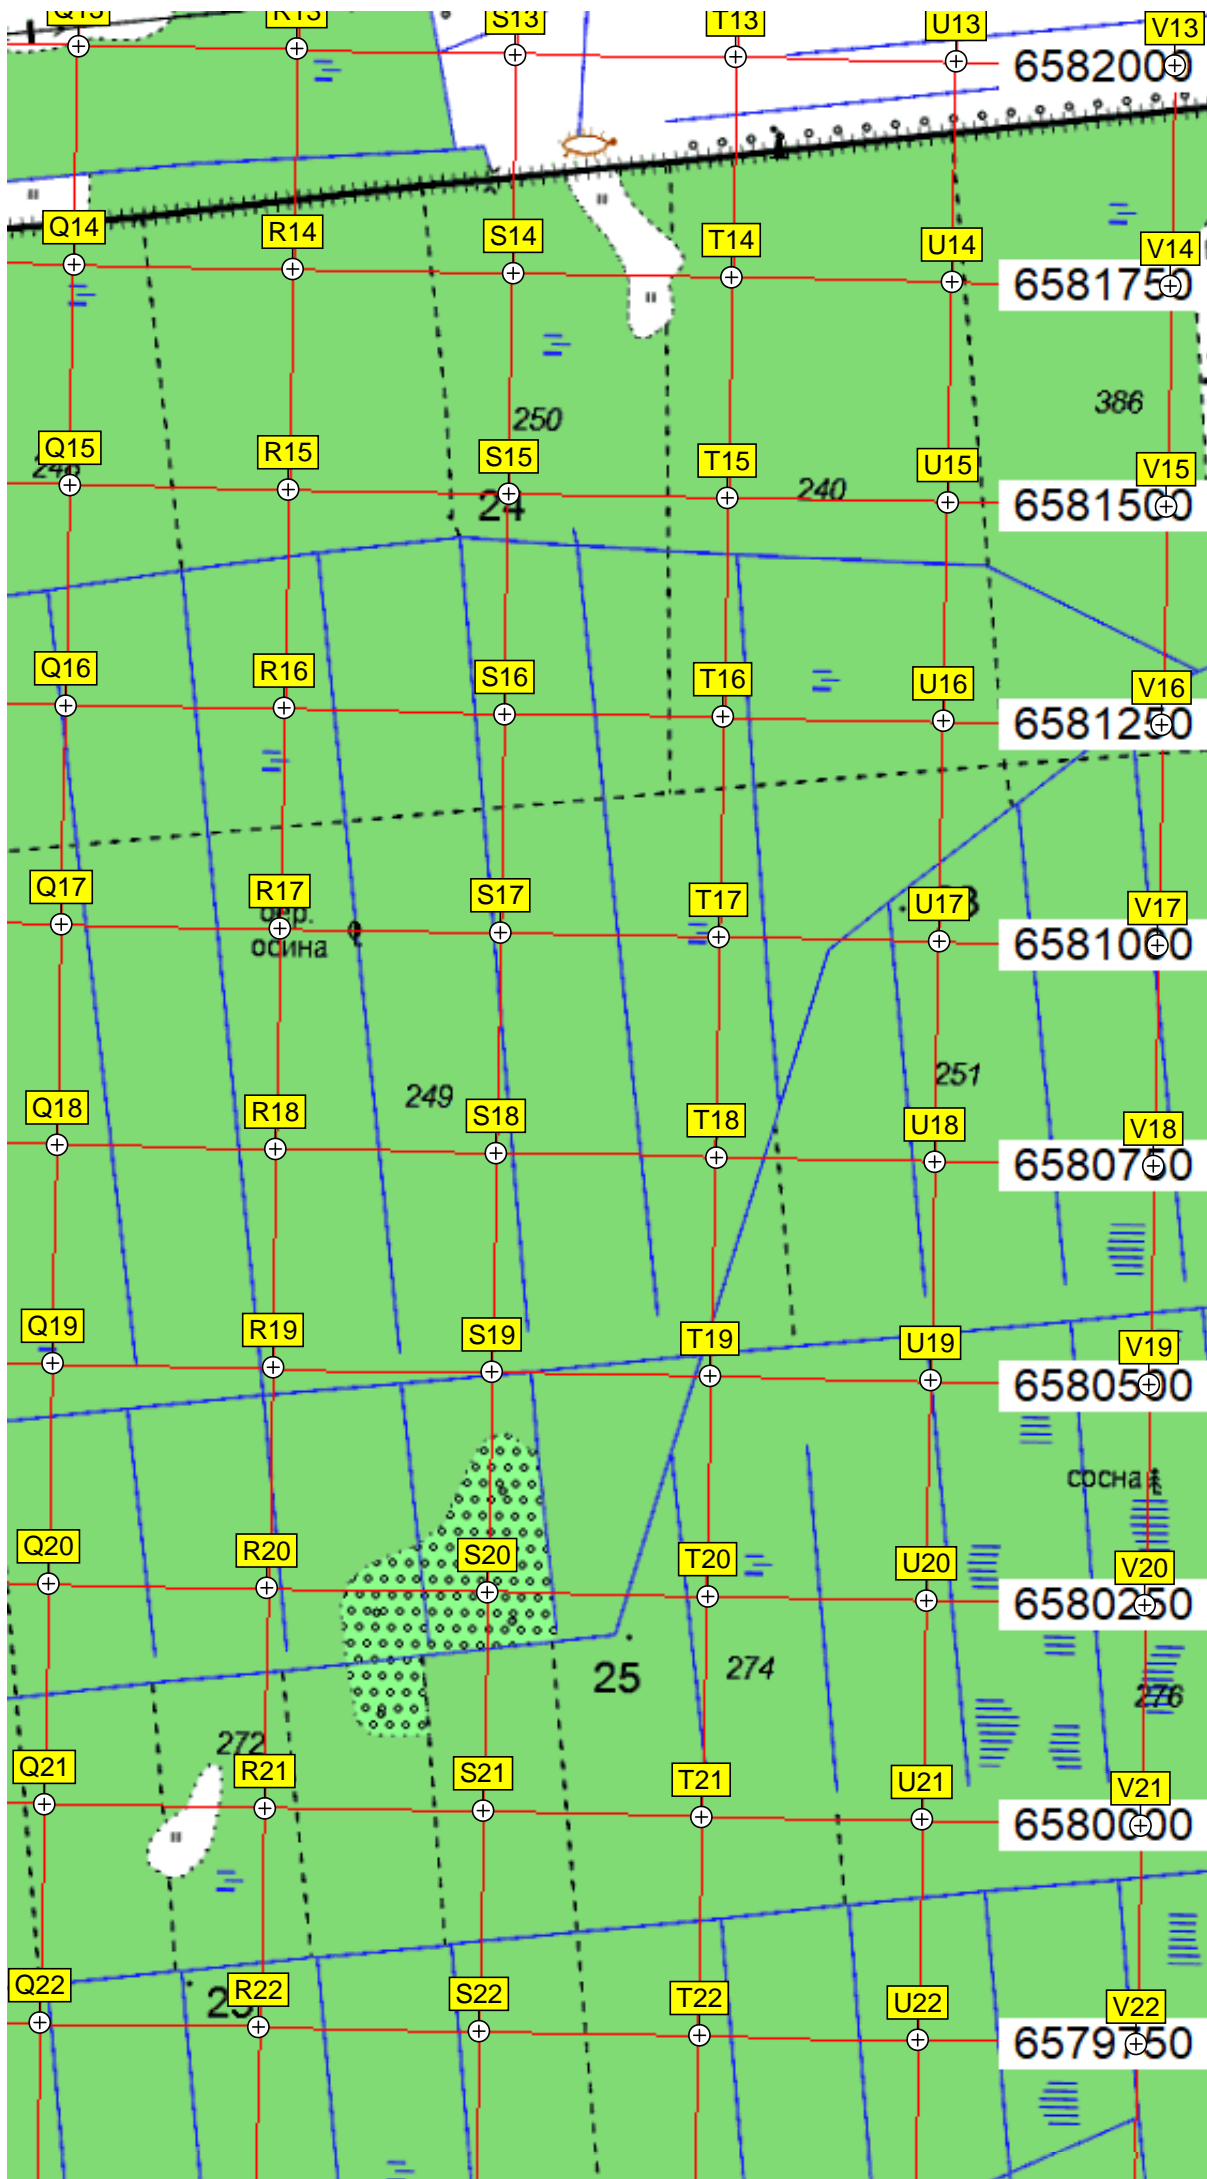 Q13 R13 S13 T13 U13 V13
6582000
Q14 R14 S14 T14 U14 V14
6581750
386
250
Q15 R15 S15 T15 U15 V15
240
24
6581500
Q16 R16 S16 T16 U16 V16
6581250
Q17 R17 S17 T17 U17 V17
бер.
осина
6581000
251
249
Q18 R18 S18 T18 U18 V18
6580750
Q19 R19 S19 T19 U19 V19
6580500
сосна
Q20 R20 S20 T20 U20 V20
6580250
25
274
276
272
Q21 R21 S21 T21 U21 V21
6580000
Q22 R22 S22 T22 U22 V22
6579750